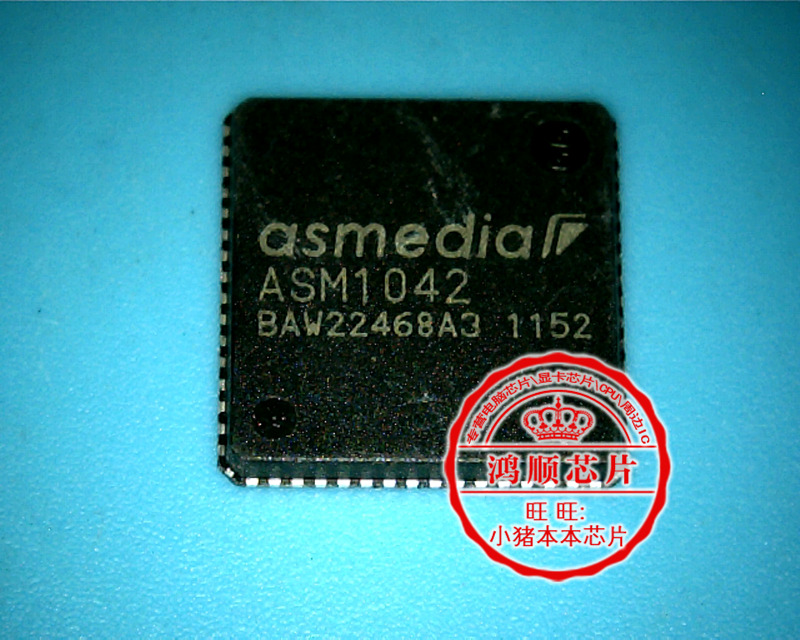 asmedia
ASM1042
BAW22468A3 1152
专营电脑芯片\显卡芯片\CPU\周边IC
鸿顺芯片
旺旺:
小猪本本芯片